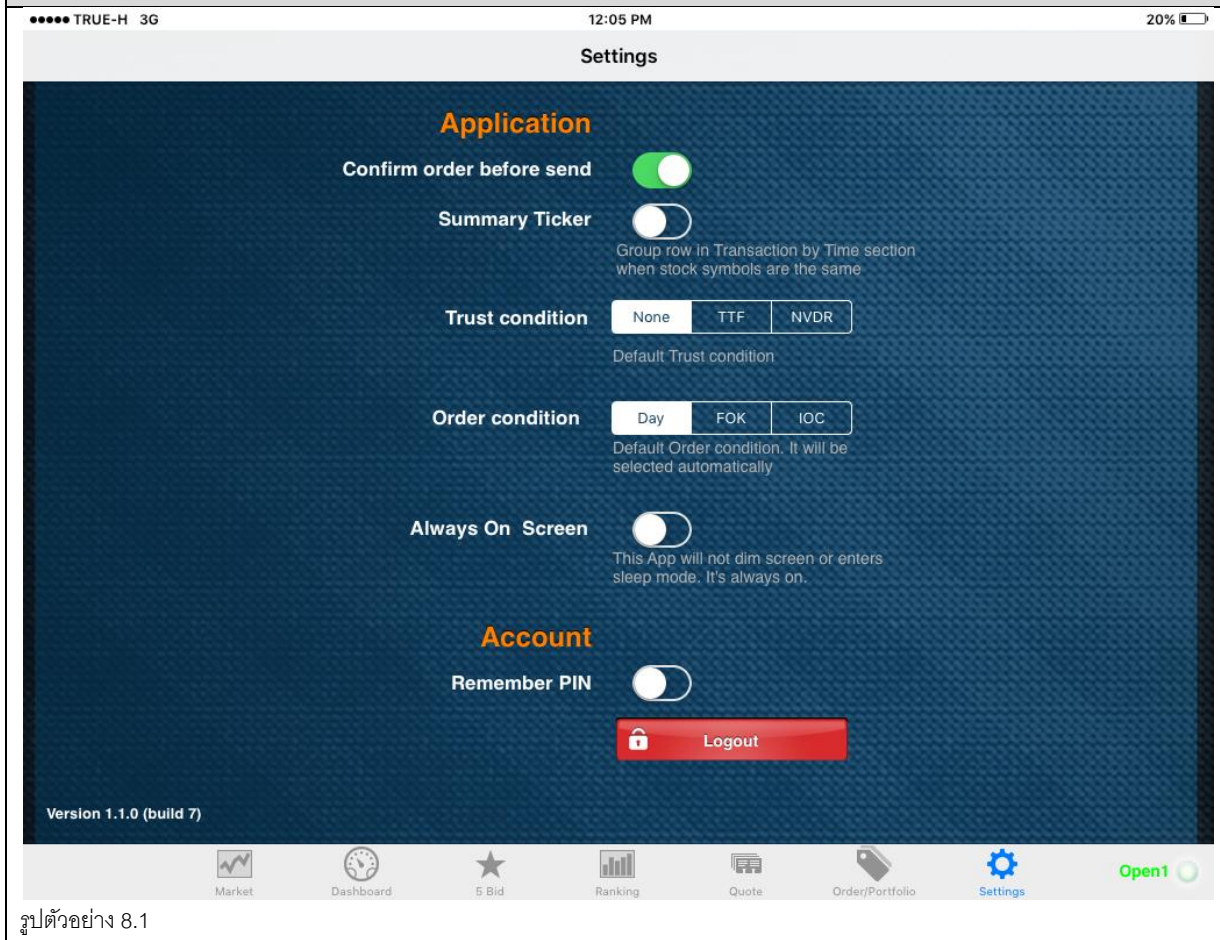 TRUE-H 3G 12:05 PM 20%
Settings
Application
Confirm order before send
Summary Ticker
Group row in Transaction by Time section
when stock symbols are the same
Trust condition None TTF NVDR
Default Trust condition
Order condition Day FOK IOC
Default Order condition. It will be
selected automatically
Always On Screen
This App will not dim screen or enters
sleep mode. It's always on.
Account
Remember PIN
Logout
Version 1.1.0 (build 7)
Market Dashboard 5 Bid Ranking Quote Order/Portfolio Settings Open1
รูปตัวอย่าง 8.1